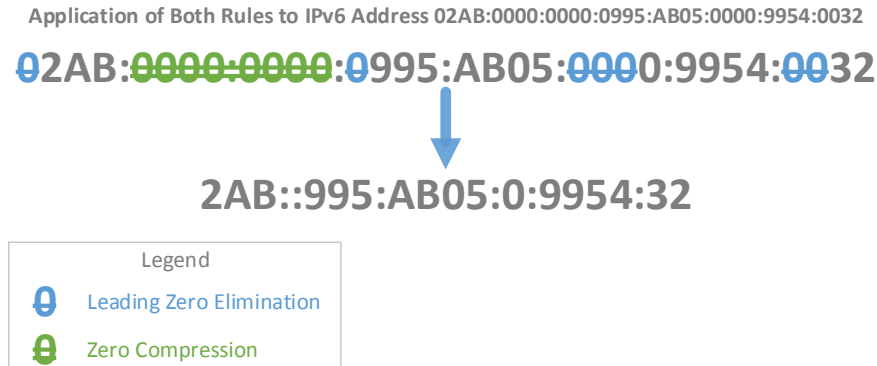 Application of Both Rules to IPv6 Address 02AB:0000:0000:0995:AB05:0000:9954:0032
02AB:0000:0000:0995:AB05:0000:9954:0032
2AB::995:AB05:0:9954:32
Legend
0 Leading Zero Elimination
0 Zero Compression